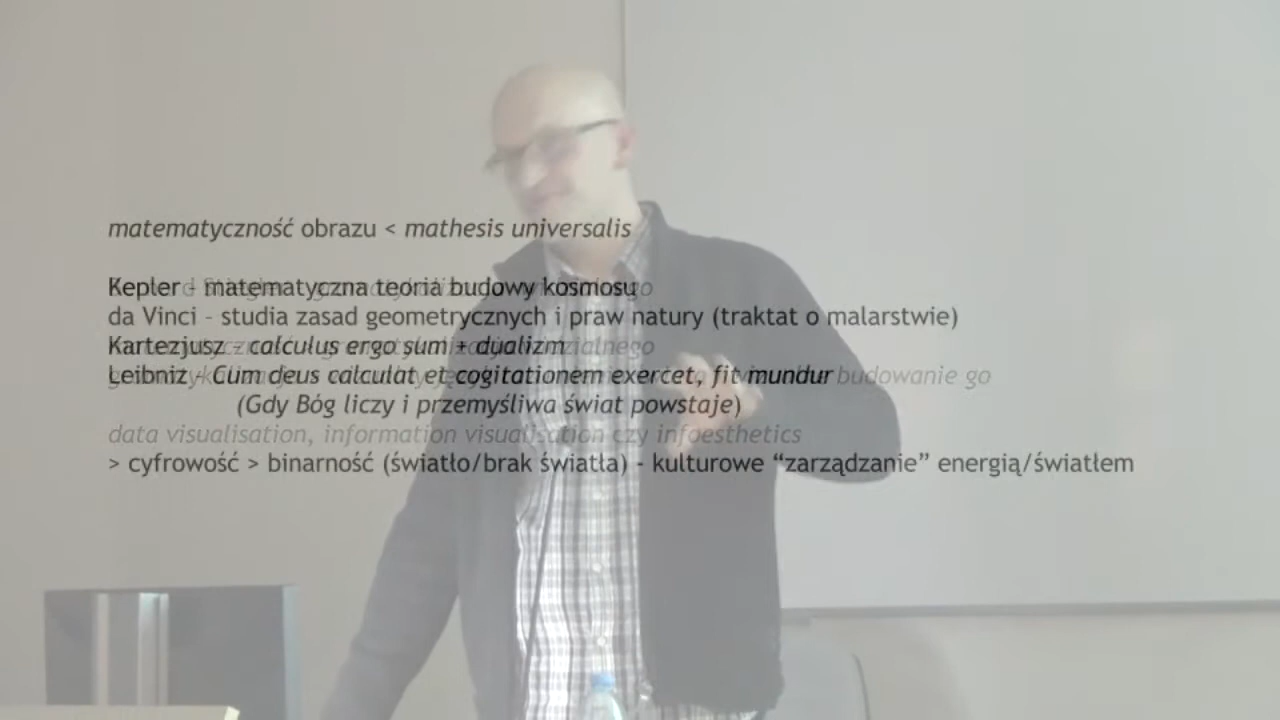 matematyczność obrazu < mathesis universalis
Kepler - matematyczna teoria budowy kosmosu
da Vinci - studia zasad geometrycznych i praw natury (traktat o malarstwie)
Kartezjusz - calculus ergo sum + dualizm
Leibniz - Cum deus calculat et cogitationem exercet, fit mundur budowanie go
(Gdy Bóg liczy i przemyśliwa świat powstaje)
data visualisation, information visualisation czy infoesthetics
> cyfrowość > binarność (światło/brak światła) - kulturowe “zarządzanie” energią/światłem